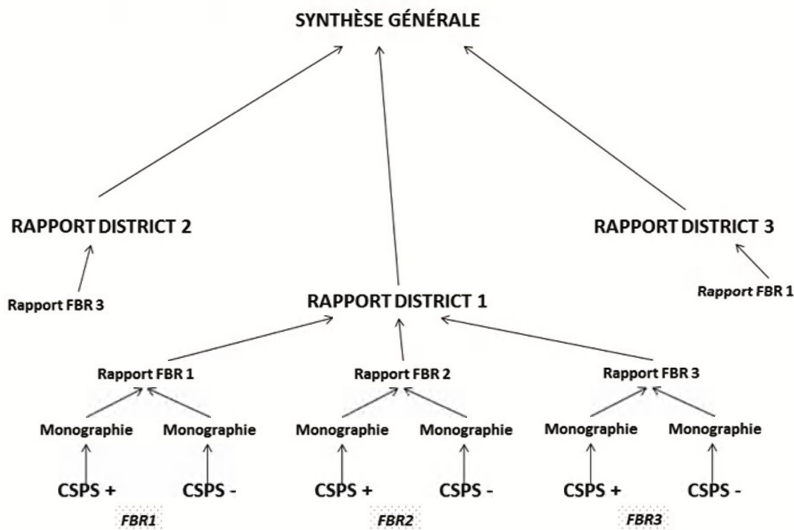 SYNTHÈSE GÉNÉRALE
RAPPORT DISTRICT 2
RAPPORT DISTRICT 3
Rapport FBR 3
Rapport FBR 1
RAPPORT DISTRICT 1
Rapport FBR 1
Rapport FBR 2
Rapport FBR 3
Monographie Monographie Monographie Monographie Monographie Monographie
CSPS + CSPS - CSPS + CSPS - CSPS + CSPS -
FBR1 FBR2 FBR3